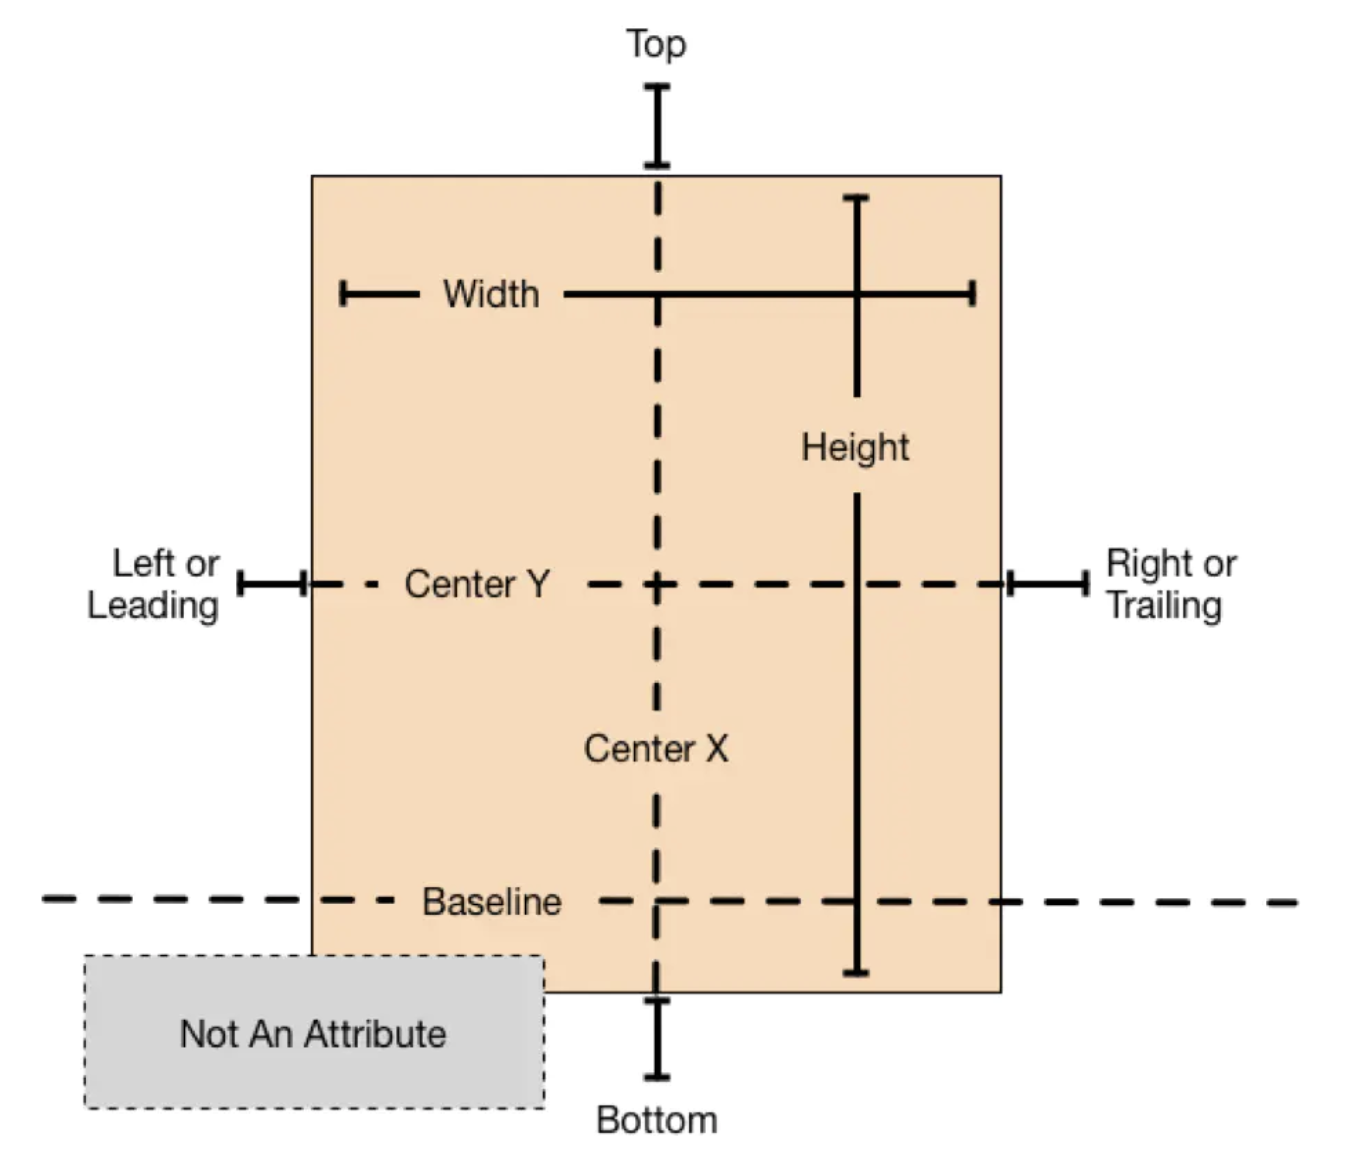 Top
Width
Height
Left or
Leading
Center Y
Right or
Trailing
Center X
Baseline
Not An Attribute
Bottom